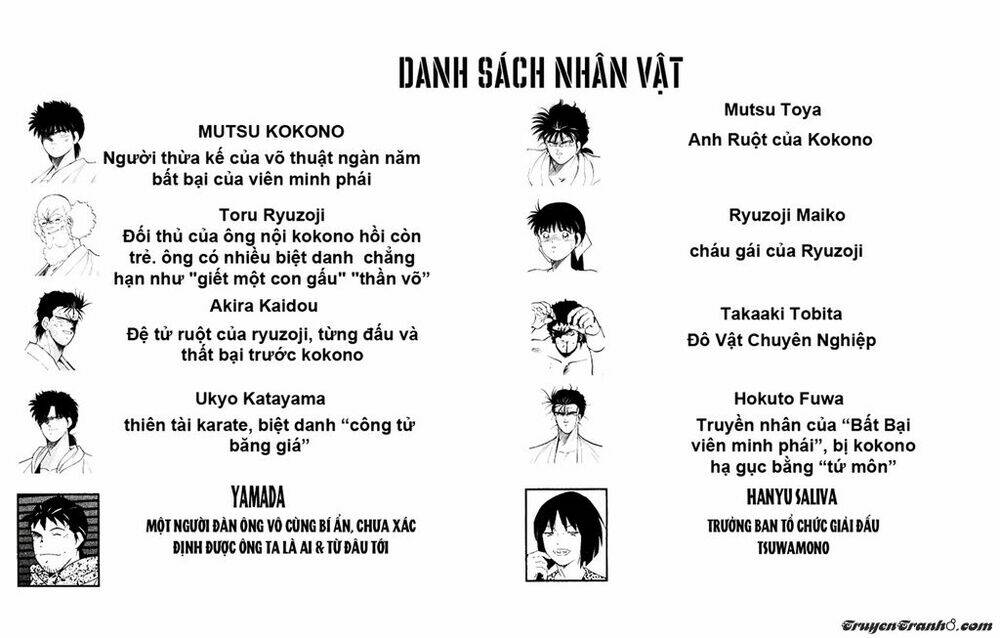 DANH SÁCH NHÂN VẬT
MUTSU KOKONO
Người thừa kế của võ thuật ngàn năm
bất bại của viên minh phái
Toru Ryuzoji
Đối thủ của ông nội kokono hồi còn
trẻ. ông có nhiều biệt danh chẳng
hạn như "giết một con gấu" "thần võ”
Akira Kaidou
Đệ tử ruột của ryuzoji, từng đấu và
thất bại trước kokono
Ukyo Katayama
thiên tài karate, biệt danh “công tử
băng giá”
YAMADA
MỘT NGƯỜI ĐÀN ÔNG VÔ CÙNG BÍ ẨN, CHƯA XÁC
ĐỊNH ĐƯỢC ÔNG TA LÀ AI & TỪ ĐÂU TỚI
Mutsu Toya
Anh Ruột của Kokono
Ryuzoji Maiko
cháu gái của Ryuzoji
Takaaki Tobita
Đô Vật Chuyên Nghiệp
Hokuto Fuwa
Truyền nhân của “Bất Bại
viên minh phái”, bị kokono
hạ gục bằng “tứ môn”
HANYU SALIVA
TRƯỞNG BAN TỔ CHỨC GIẢI ĐẤU
TSUWAMONO
TruyenTranh8.com